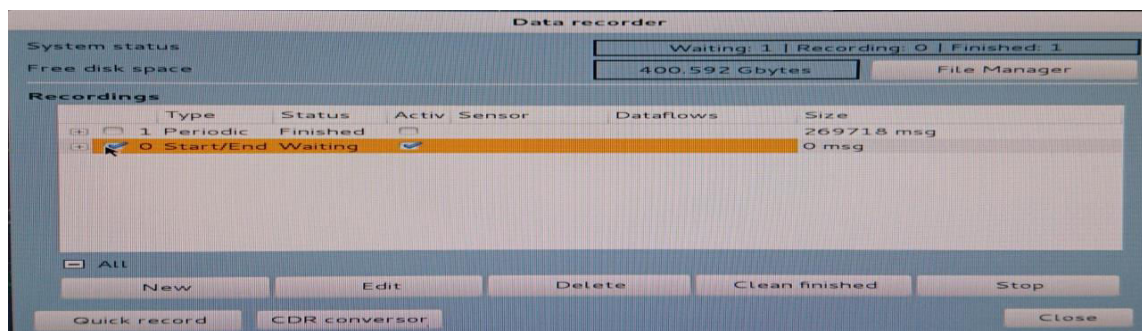 Data recorder
System status Waiting: 1 | Recording: 0 | Finished: 1
Free disk space 400.592 Gbytes File Manager
Recordings
Type Status Activ Sensor Dataflows Size
1 Periodic Finished 269718 msg
0 Start/End Waiting 0 msg
All
New Edit Delete Clean finished Stop
Quick record CDR conversor Close